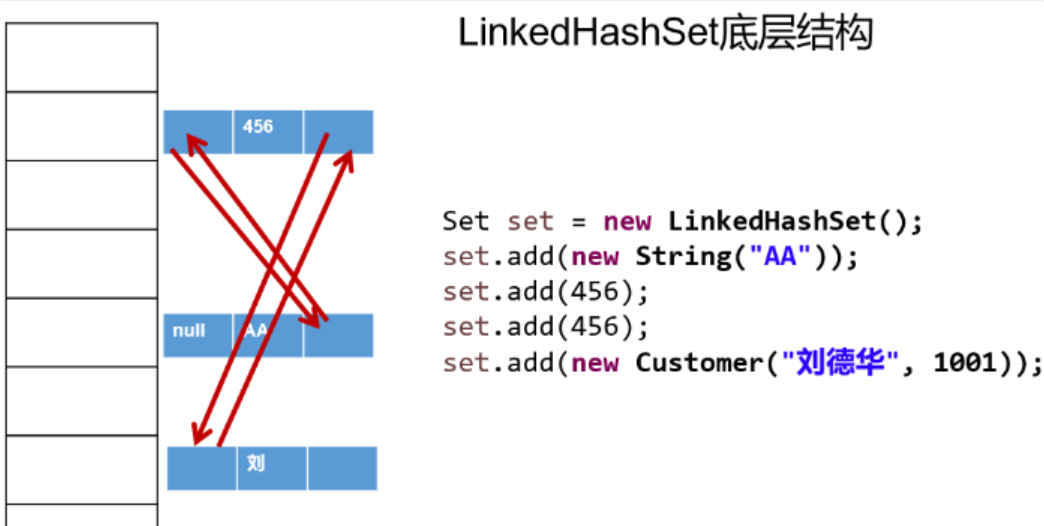 LinkedHashSet底层结构
456
null AA
刘
Set set = new LinkedHashSet();
set.add(new String("AA"));
set.add(456);
set.add(456);
set.add(new Customer("刘德华", 1001));